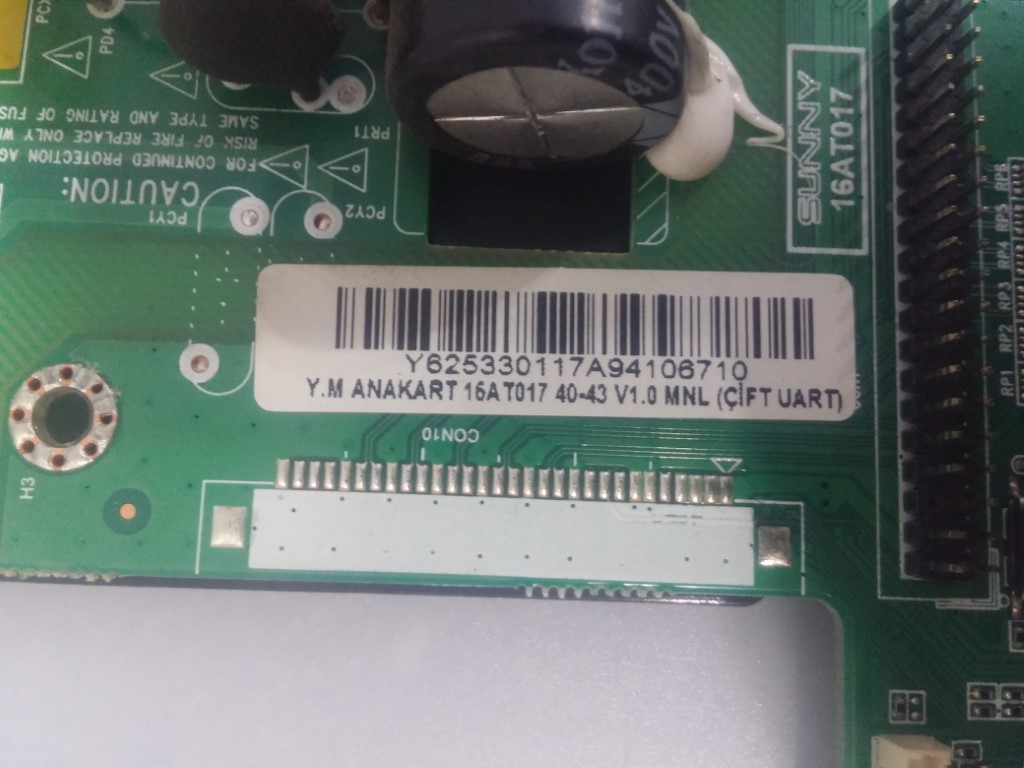 PD4
SAME TYPE AND RATING OF
RISK OF FIRE REPLACE ONLY
FOR CONTINUED PROTECTION
CAUTION:
PRT1
PCY1
PCY2
400V
SUNNY
16AT017
Y625330117A94106710
Y.M ANAKART 16AT017 40-43 V1.0 MNL (ÇİFT UART)
CON10
H3
RP6
RP5
RP4
RP3
RP2
RP1